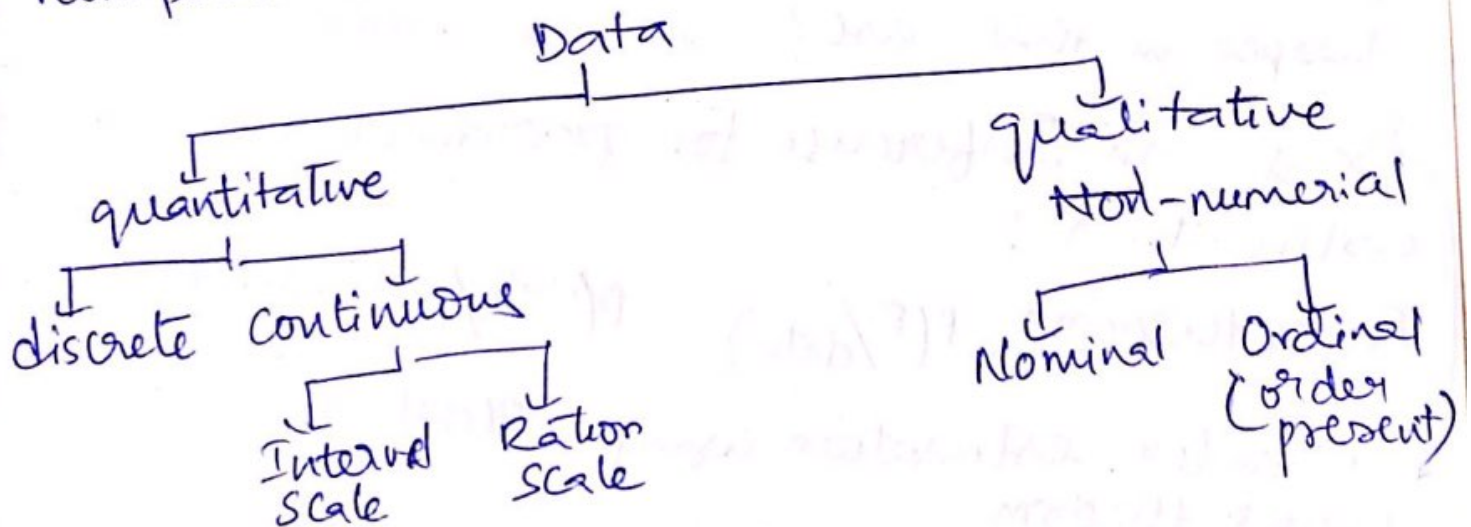 Data
quantitative
qualitative
Non-numerial
discrete continuous
Nominal Ordinal
(order
present)
Interval
scale
Ration
scale